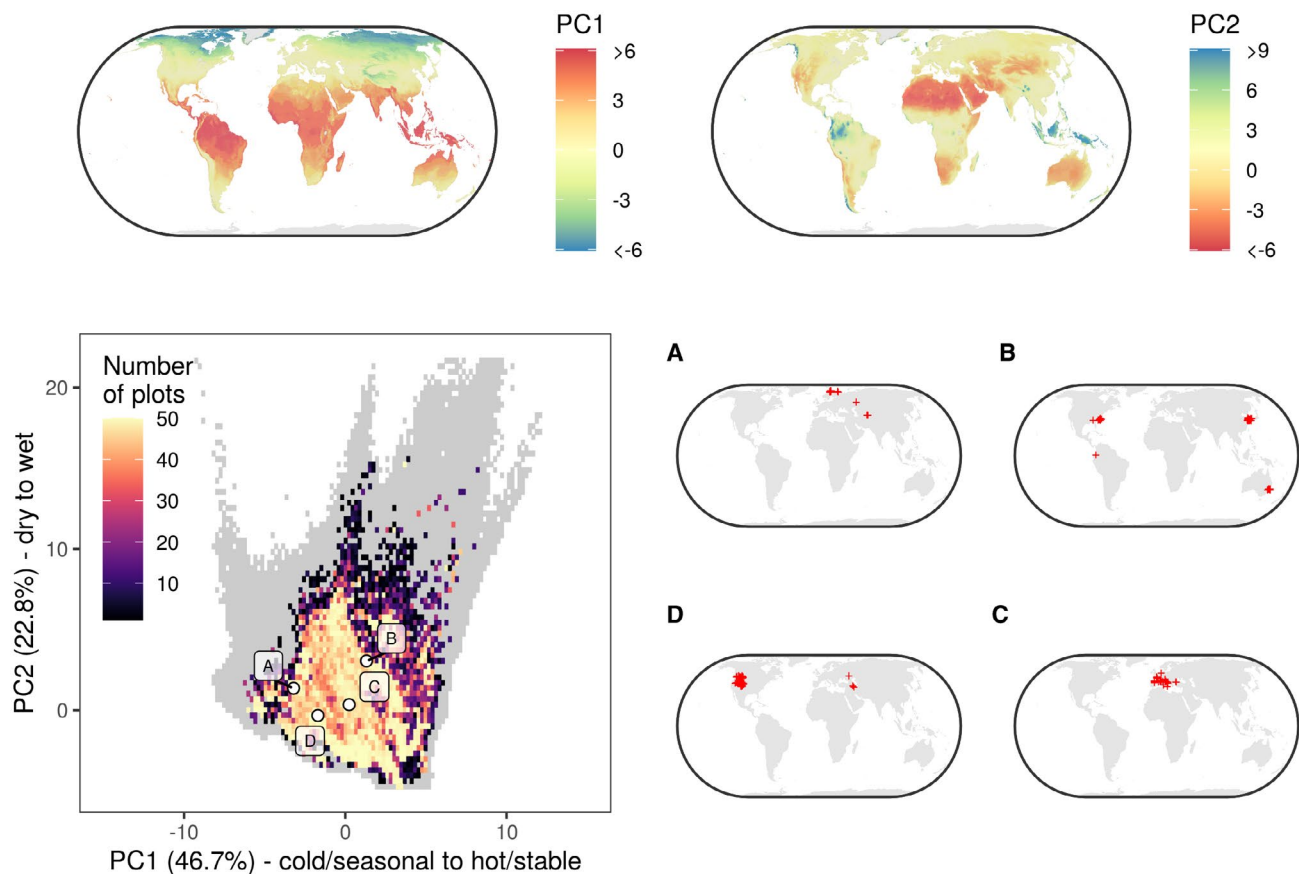 PC1
>6
3
0
-3
<-6
PC2
>9
6
3
0
-3
<-6
Number
of plots
50
40
30
20
10
20
10
0
PC2 (22.8%) - dry to wet
A
B
C
D
-10
0
10
PC1 (46.7%) - cold/seasonal to hot/stable
A
B
D
C